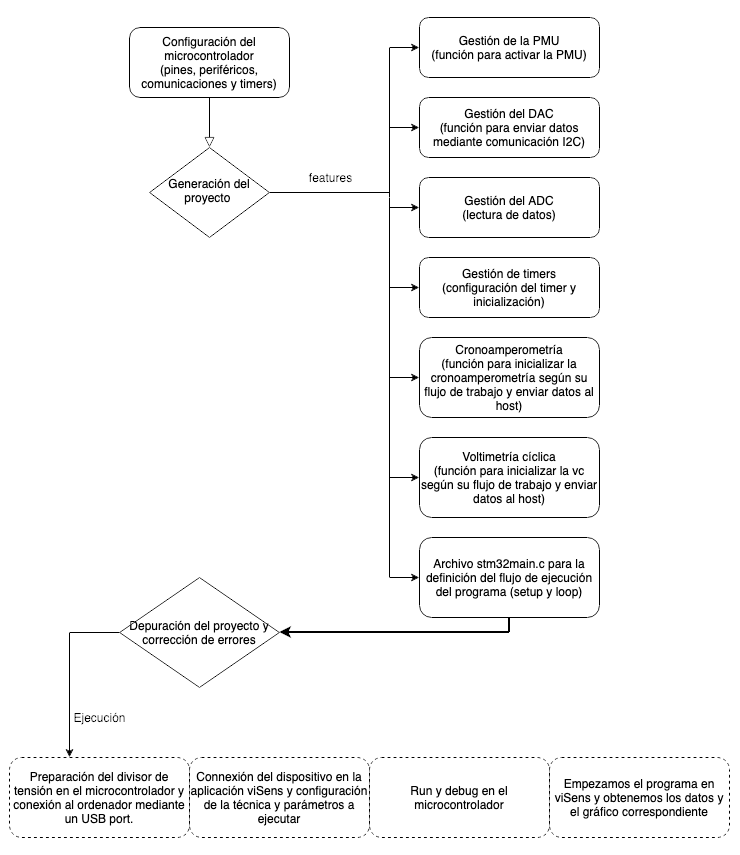 Configuración del
microcontrolador
(pines, periféricos,
comunicaciones y timers)
Generación del
proyecto
features
Gestión de la PMU
(función para activar la PMU)
Gestión del DAC
(función para enviar datos
mediante comunicación I2C)
Gestión del ADC
(lectura de datos)
Gestión de timers
(configuración del timer y
inicialización)
Cronoamperometría
(función para inicializar la
cronoamperometría según su
flujo de trabajo y enviar datos al
host)
Voltimetría cíclica
(función para inicializar la vc
según su flujo de trabajo y enviar
datos al host)
Archivo stm32main.c para la
definición del flujo de ejecución
del programa (setup y loop)
Depuración del proyecto y
corrección de errores
Ejecución
Preparación del divisor de
tensión en el microcontrolador y
conexión al ordenador mediante
un USB port.
Connexión del dispositivo en la
aplicación viSens y configuración
de la técnica y parámetros a
ejecutar
Run y debug en el
microcontrolador
Empezamos el programa en
viSens y obtenemos los datos y
el gráfico correspondiente